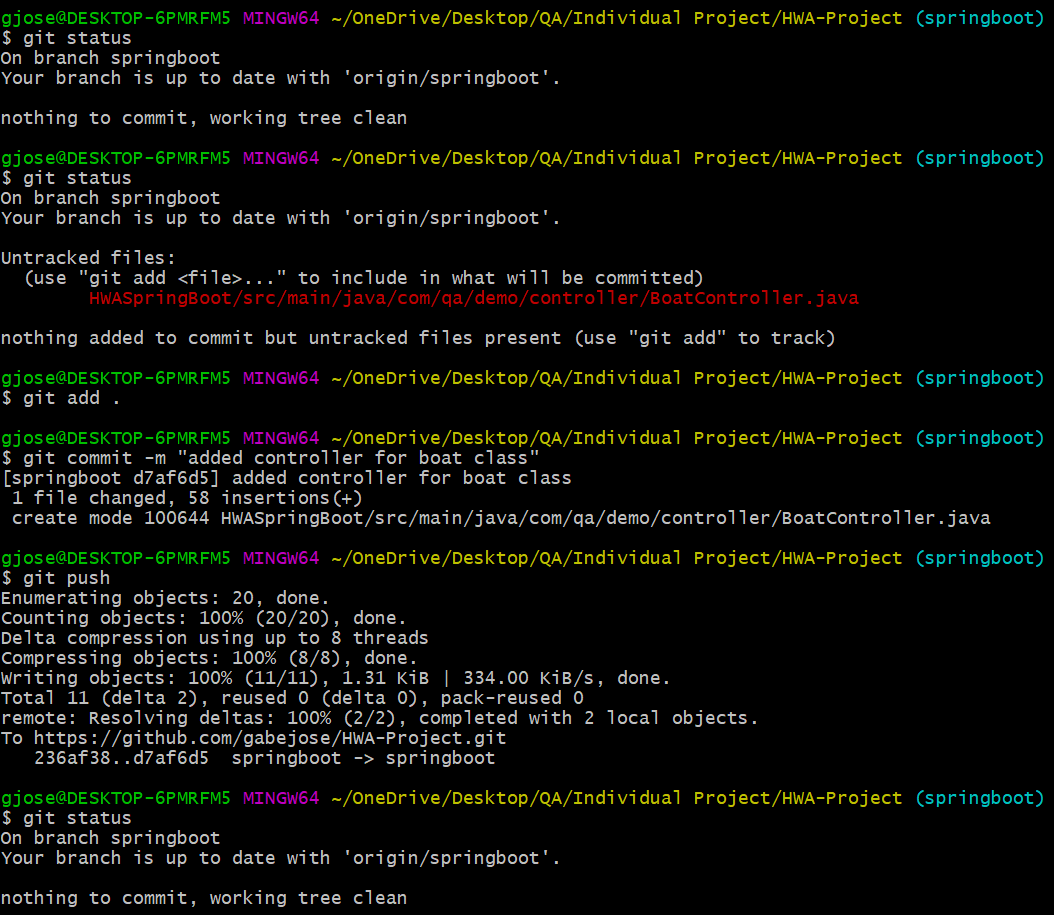 gjose@DESKTOP-6PMRFM5 MINGW64 ~/OneDrive/Desktop/QA/Individual Project/HWA-Project (springboot)
$ git status
On branch springboot
Your branch is up to date with 'origin/springboot'.

nothing to commit, working tree clean

gjose@DESKTOP-6PMRFM5 MINGW64 ~/OneDrive/Desktop/QA/Individual Project/HWA-Project (springboot)
$ git status
On branch springboot
Your branch is up to date with 'origin/springboot'.

Untracked files:
  (use "git add <file>..." to include in what will be committed)
        HWASpringBoot/src/main/java/com/qa/demo/controller/BoatController.java

nothing added to commit but untracked files present (use "git add" to track)

gjose@DESKTOP-6PMRFM5 MINGW64 ~/OneDrive/Desktop/QA/Individual Project/HWA-Project (springboot)
$ git add .

gjose@DESKTOP-6PMRFM5 MINGW64 ~/OneDrive/Desktop/QA/Individual Project/HWA-Project (springboot)
$ git commit -m "added controller for boat class"
[springboot d7af6d5] added controller for boat class
 1 file changed, 58 insertions(+)
 create mode 100644 HWASpringBoot/src/main/java/com/qa/demo/controller/BoatController.java

gjose@DESKTOP-6PMRFM5 MINGW64 ~/OneDrive/Desktop/QA/Individual Project/HWA-Project (springboot)
$ git push
Enumerating objects: 20, done.
Counting objects: 100% (20/20), done.
Delta compression using up to 8 threads
Compressing objects: 100% (8/8), done.
Writing objects: 100% (11/11), 1.31 KiB | 334.00 KiB/s, done.
Total 11 (delta 2), reused 0 (delta 0), pack-reused 0
remote: Resolving deltas: 100% (2/2), completed with 2 local objects.
To https://github.com/gabejose/HWA-Project.git
   236af38..d7af6d5  springboot -> springboot

gjose@DESKTOP-6PMRFM5 MINGW64 ~/OneDrive/Desktop/QA/Individual Project/HWA-Project (springboot)
$ git status
On branch springboot
Your branch is up to date with 'origin/springboot'.

nothing to commit, working tree clean